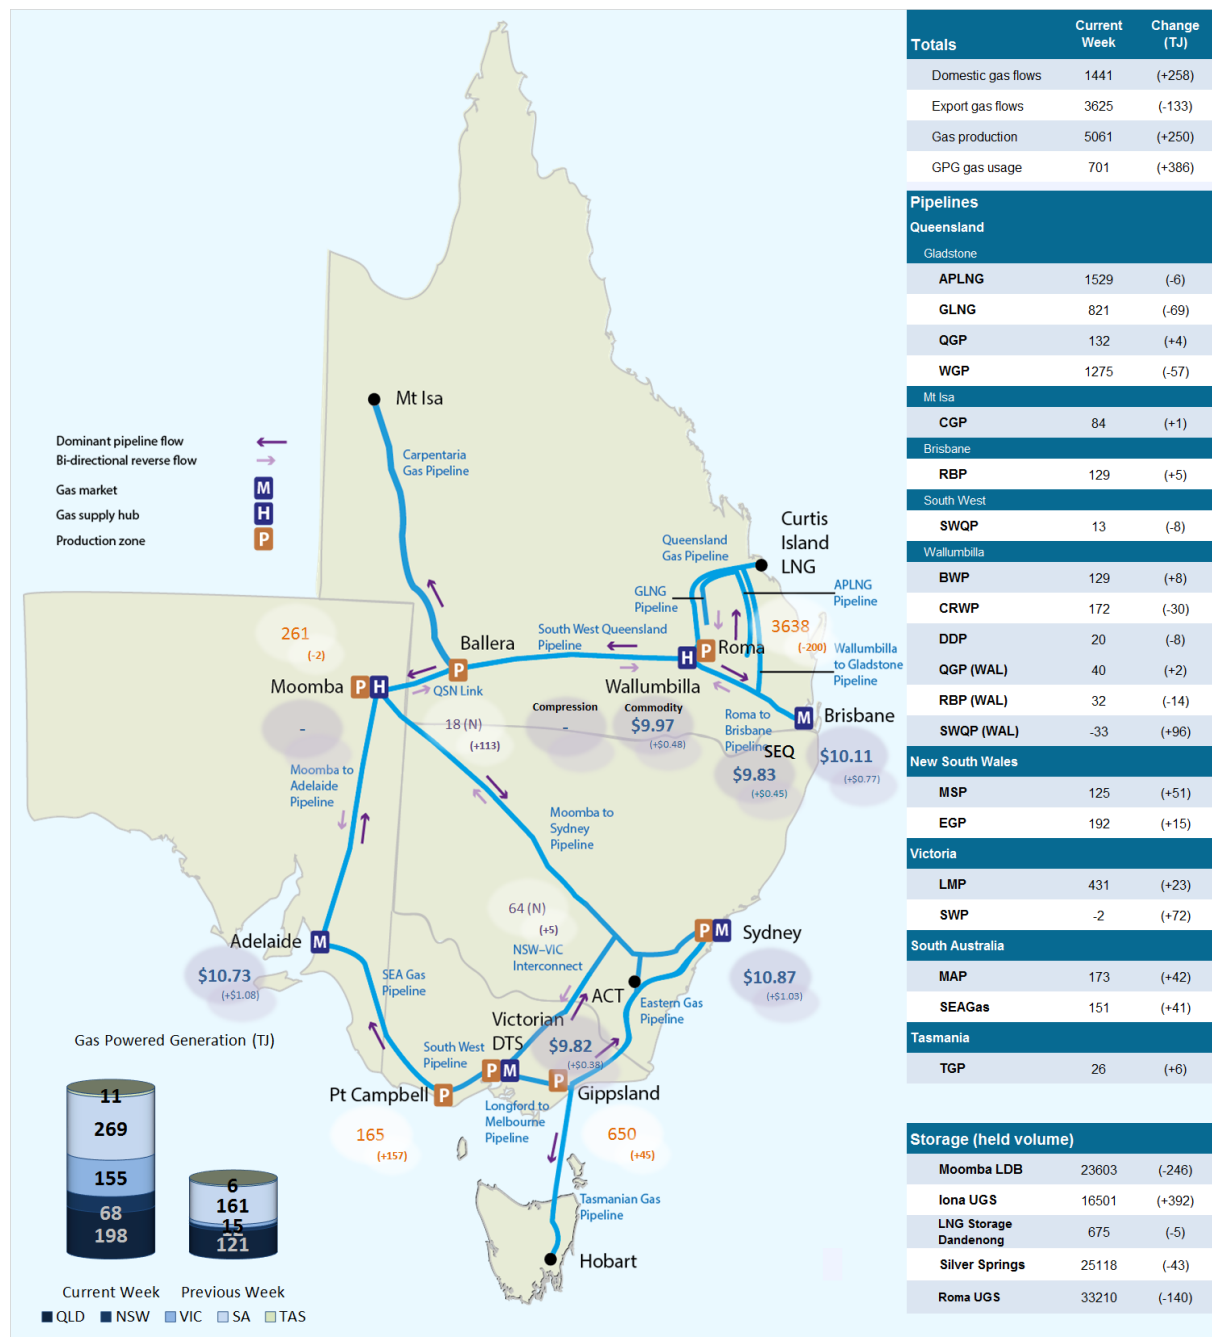 Mt Isa
Dominant pipeline flow
Bi-directional reverse flow
Gas market M
Gas supply hub H
Production zone P
Carpentaria
Gas Pipeline
Curtis
Island
LNG
Queensland
Gas Pipeline
GLNG
Pipeline
APLNG
Pipeline
261
(-2)
Ballera
P
South West Queensland
Pipeline
H P Roma
3638
(-200)
Wallumbilla
to Gladstone
Pipeline
Moomba P H
QSN Link
Wallumbilla
M Brisbane
-
18 (N)
(+113)
Compression
-
Commodity
$9.97
(+$0.48)
Roma to
Brisbane
Pipeline
SEQ
$9.83
(+$0.45)
$10.11
(+$0.77)
Moomba to
Adelaide
Pipeline
Moomba to
Sydney
Pipeline
64 (N)
(+5)
NSW–VIC
Interconnect
Adelaide M
P M Sydney
$10.73
(+$1.08)
SEA Gas
Pipeline
ACT
Eastern Gas
Pipeline
$10.87
(+$1.03)
Victorian
DTS
$9.82
(+$0.38)
South West
Pipeline
P M
P
Gippsland
Pt Campbell P
Longford to
Melbourne
Pipeline
165
(+157)
650
(+45)
Tasmanian Gas
Pipeline
Hobart
Gas Powered Generation (TJ)
11
269
155
68
198
6
161
15
121
Current Week Previous Week
QLD NSW VIC SA TAS
Totals Current Week Change (TJ)
Domestic gas flows 1441 (+258)
Export gas flows 3625 (-133)
Gas production 5061 (+250)
GPG gas usage 701 (+386)
Pipelines
Queensland
Gladstone
APLNG 1529 (-6)
GLNG 821 (-69)
QGP 132 (+4)
WGP 1275 (-57)
Mt Isa
CGP 84 (+1)
Brisbane
RBP 129 (+5)
South West
SWQP 13 (-8)
Wallumbilla
BWP 129 (+8)
CRWP 172 (-30)
DDP 20 (-8)
QGP (WAL) 40 (+2)
RBP (WAL) 32 (-14)
SWQP (WAL) -33 (+96)
New South Wales
MSP 125 (+51)
EGP 192 (+15)
Victoria
LMP 431 (+23)
SWP -2 (+72)
South Australia
MAP 173 (+42)
SEAGas 151 (+41)
Tasmania
TGP 26 (+6)
Storage (held volume)
Moomba LDB 23603 (-246)
Iona UGS 16501 (+392)
LNG Storage
Dandenong 675 (-5)
Silver Springs 25118 (-43)
Roma UGS 33210 (-140)